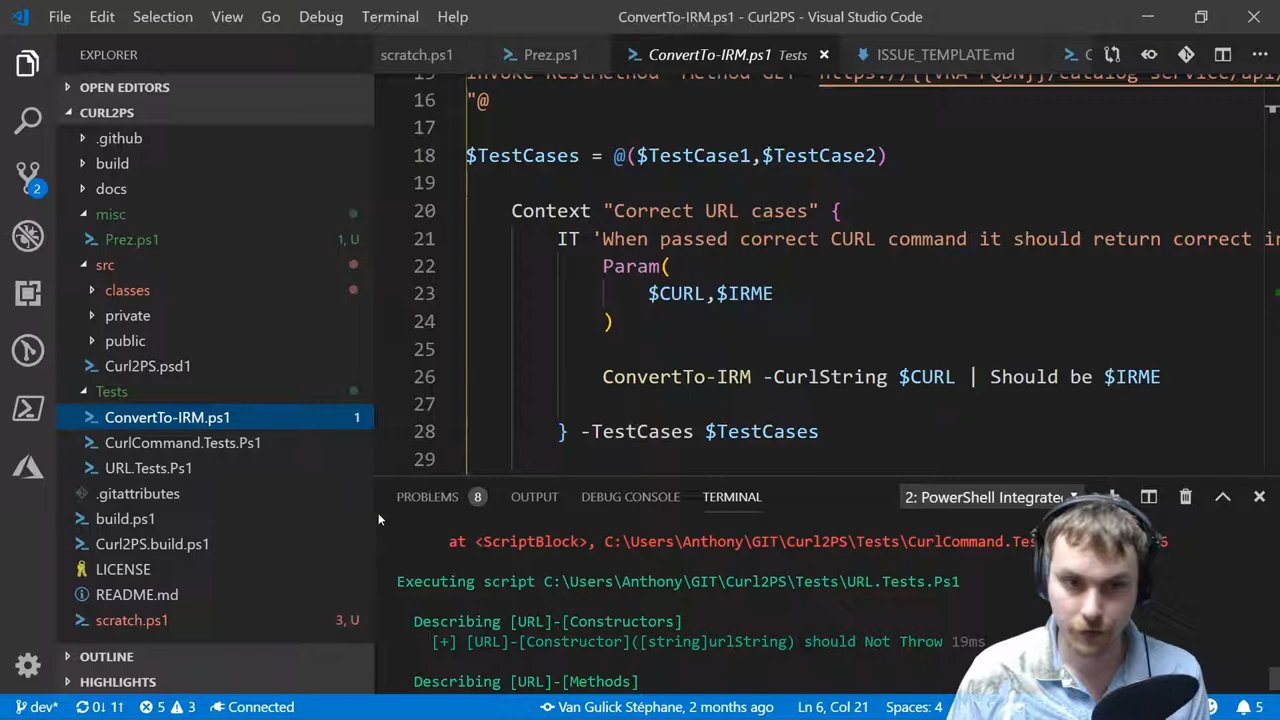 File Edit Selection View Go Debug Terminal Help
ConvertTo-IRM.ps1 - Curl2PS - Visual Studio Code
EXPLORER
scratch.ps1 Prez.ps1 ConvertTo-IRM.ps1 Tests ISSUE_TEMPLATE.md C
OPEN EDITORS
CURL2PS
.github
build
docs
misc
Prez.ps1 1, U
src
classes
private
public
Curl2PS.psd1
Tests
ConvertTo-IRM.ps1 1
CurlCommand.Tests.Ps1
URL.Tests.Ps1
.gitattributes
build.ps1
Curl2PS.build.ps1
LICENSE
README.md
scratch.ps1 3, U
OUTLINE
HIGHLIGHTS
2
16 "@
17
18 $TestCases = @($TestCase1,$TestCase2)
19
20 Context "Correct URL cases" {
21 IT 'When passed correct CURL command it should return correct i
22 Param(
23 $CURL,$IRME
24 )
25
26 ConvertTo-IRM -CurlString $CURL | Should be $IRME
27
28 } -TestCases $TestCases
29
PROBLEMS 8 OUTPUT DEBUG CONSOLE TERMINAL 2: PowerShell Integrate
at <ScriptBlock>, C:\Users\Anthony\GIT\Curl2PS\Tests\CurlCommand.Te 6
Executing script C:\Users\Anthony\GIT\Curl2PS\Tests\URL.Tests.Ps1
Describing [URL]-[Constructors]
[+] [URL]-[Constructor]([string]urlString) should Not Throw 19ms
Describing [URL]-[Methods]
dev* 0↓ 1↑ 5 3 Connected Van Gulick Stéphane, 2 months ago Ln 6, Col 21 Spaces: 4 5